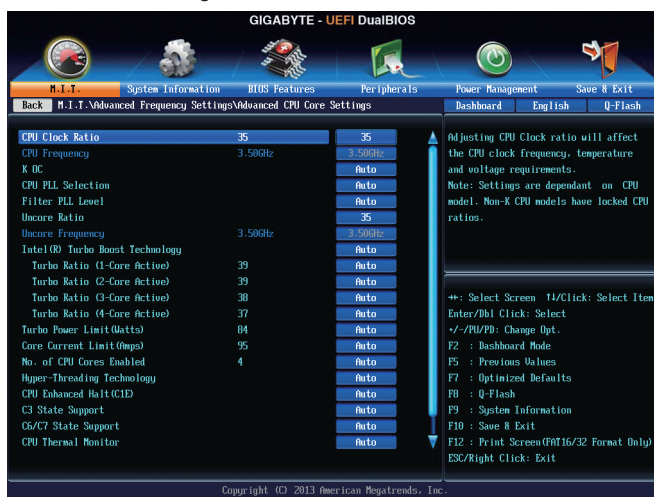 GIGABYTE - UEFI DualBIOS
M.I.T. System Information BIOS Features Peripherals Power Management Save & Exit
Back M.I.T.\Advanced Frequency Settings\Advanced CPU Core Settings Dashboard English Q-Flash
CPU Clock Ratio 35 35
CPU Frequency 3.50GHz 3.50GHz
K OC Auto
CPU PLL Selection Auto
Filter PLL Level Auto
Uncore Ratio 35
Uncore Frequency 3.50GHz 3.50GHz
Intel(R) Turbo Boost Technology Auto
Turbo Ratio (1-Core Active) 39 Auto
Turbo Ratio (2-Core Active) 39 Auto
Turbo Ratio (3-Core Active) 38 Auto
Turbo Ratio (4-Core Active) 37 Auto
Turbo Power Limit(Watts) 84 Auto
Core Current Limit(Amps) 95 Auto
No. of CPU Cores Enabled 4 Auto
Hyper-Threading Technology Auto
CPU Enhanced Halt(C1E) Auto
C3 State Support Auto
C6/C7 State Support Auto
CPU Thermal Monitor Auto
Adjusting CPU Clock ratio will affect
the CPU clock frequency, temperature
and voltage requirements.
Note: Settings are dependant on CPU
model. Non-K CPU models have locked CPU
ratios.
↔: Select Screen ↑↓/Click: Select Item
Enter/Dbl Click: Select
+/-/PU/PD: Change Opt.
F2 : Dashboard Mode
F5 : Previous Values
F7 : Optimized Defaults
F8 : Q-Flash
F9 : System Information
F10 : Save & Exit
F12 : Print Screen(FAT16/32 Format Only)
ESC/Right Click: Exit
Copyright (C) 2013 American Megatrends, Inc.